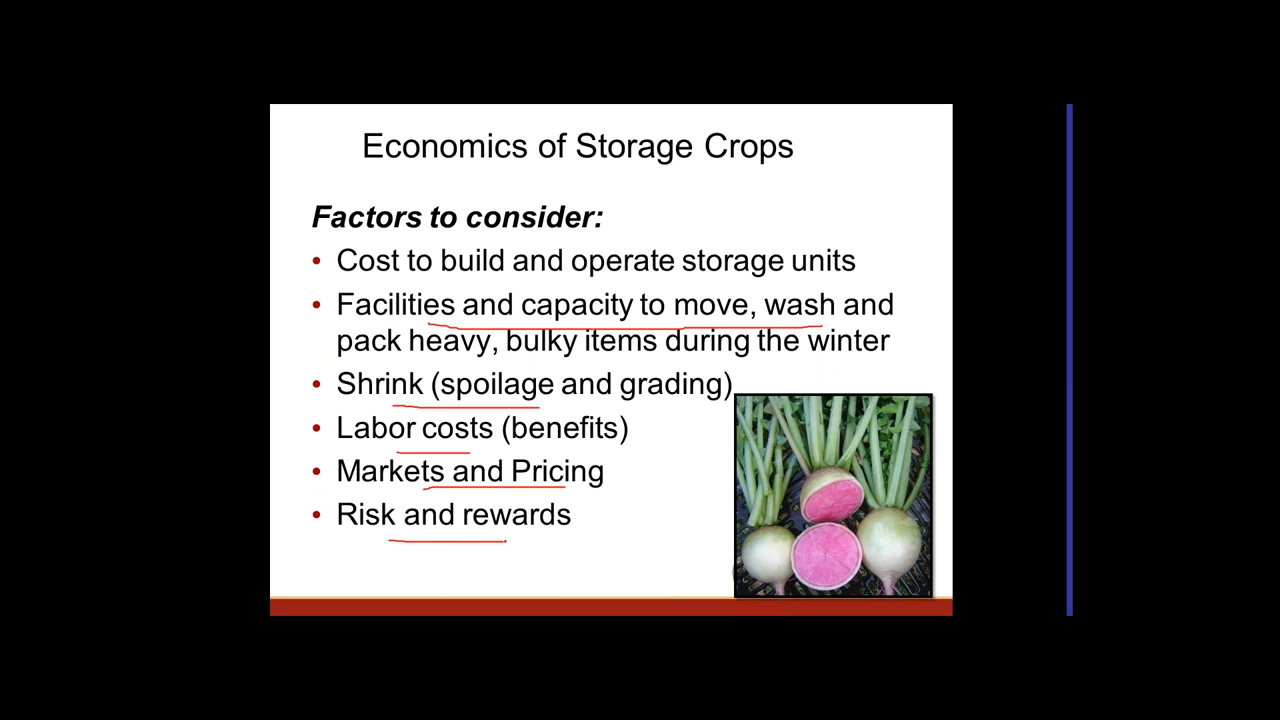 Economics of Storage Crops
Factors to consider:
• Cost to build and operate storage units
• Facilities and capacity to move, wash and
pack heavy, bulky items during the winter
• Shrink (spoilage and grading)
• Labor costs (benefits)
• Markets and Pricing
• Risk and rewards